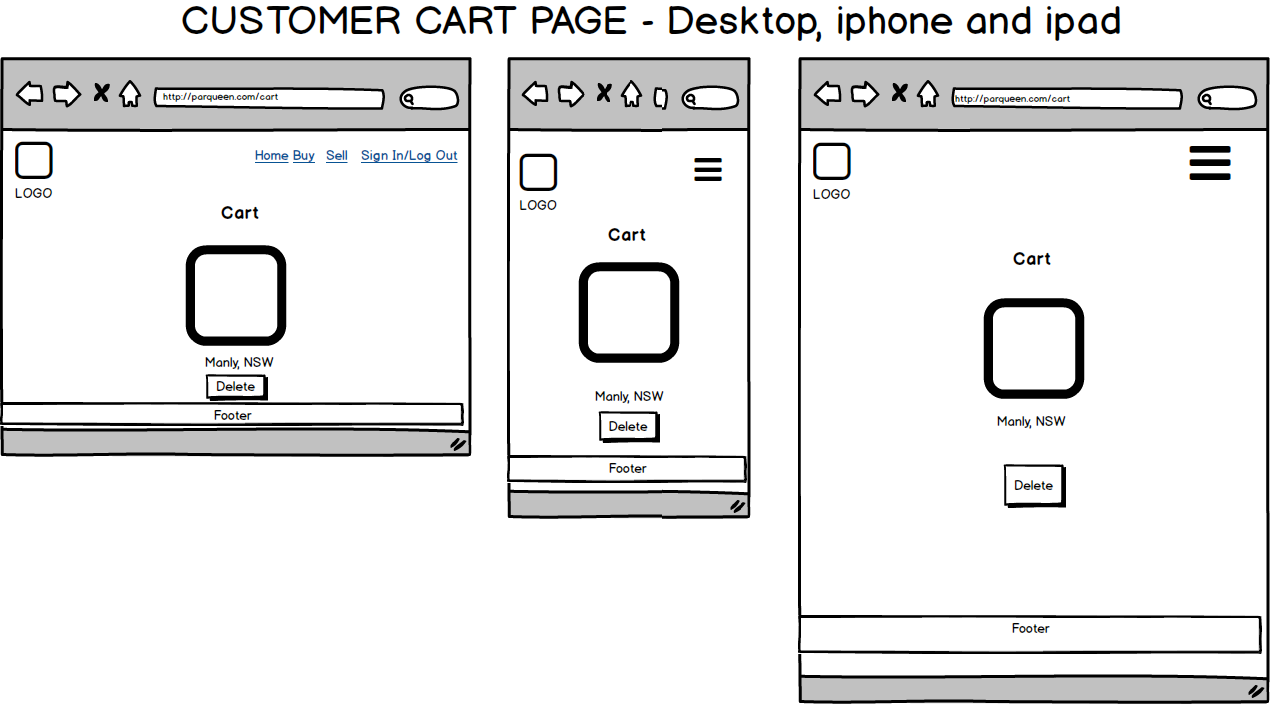 CUSTOMER CART PAGE - Desktop, iphone and ipad
http://parqueen.com/cart
Home Buy Sell Sign In/Log Out
LOGO
Cart
Manly, NSW
Delete
Footer
LOGO
Cart
Manly, NSW
Delete
Footer
http://parqueen.com/cart
LOGO
Cart
Manly, NSW
Delete
Footer